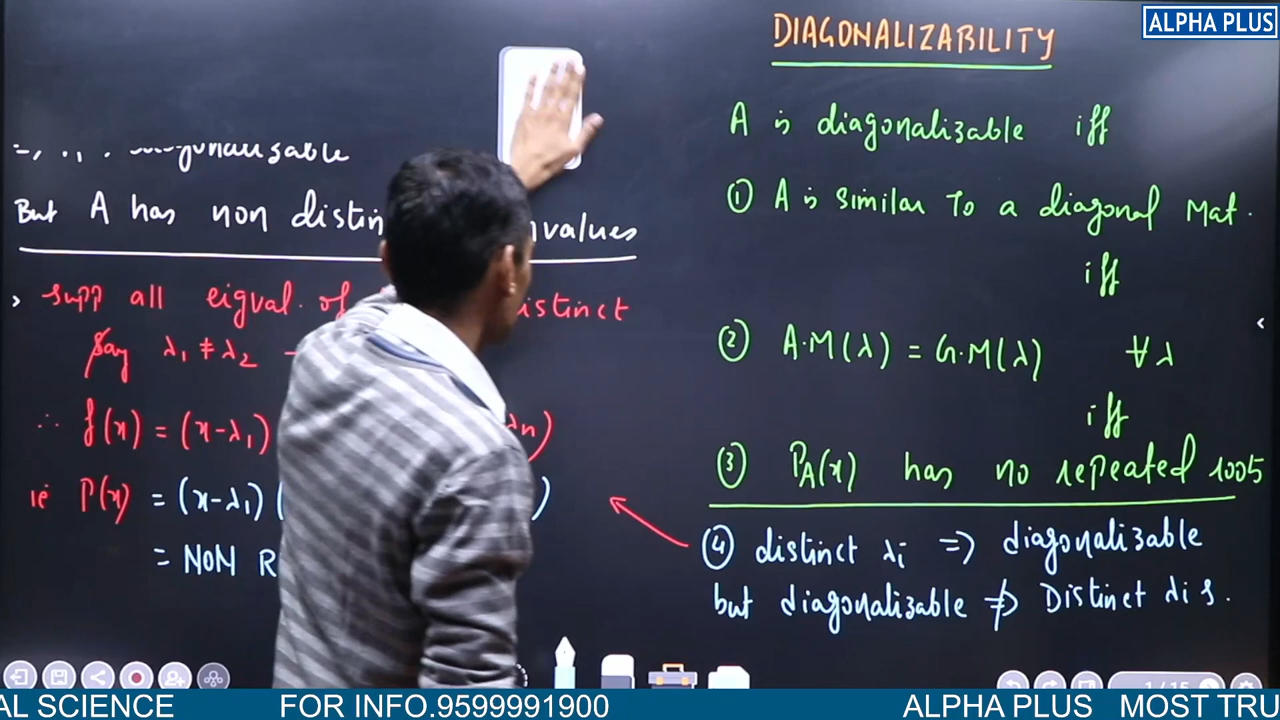 ALPHA PLUS
DIAGONALIZABILITY
A is diagonalizable iff
① A is similar To a diagonal Mat.
iff
② A.M(λ) = G.M(λ) ∀ λ
iff
③ P_A(x) has no repeated roots
④ distinct λi => diagonalizable
but diagonalizable ≠> Distinct λi s.
diagonalisable
But A has non distin values
supp all eigval. of istinct
Say λ₁ ≠ λ₂
∴ f(x) = (x-λ₁) λn)
ie P(x) = (x-λ₁) ( )
= NON R
AL SCIENCE FOR INFO.9599991900 ALPHA PLUS MOST TRU